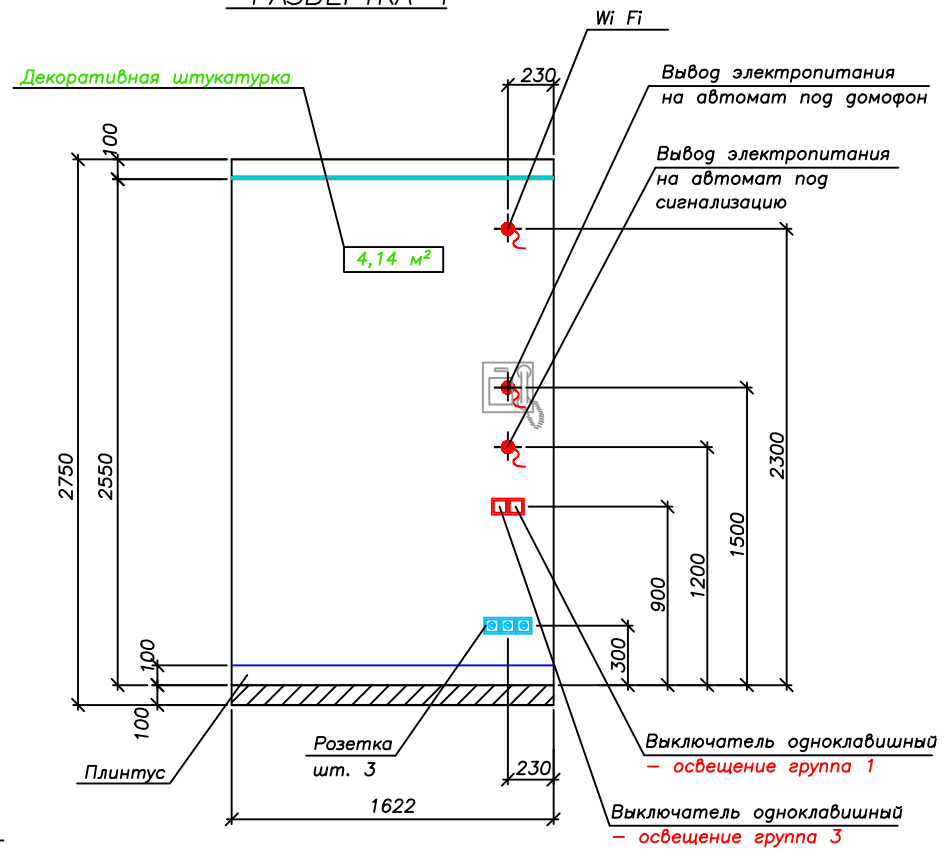 РАЗВЕРТКА 1
Wi Fi
Декоративная штукатурка
230
Вывод электропитания
на автомат под домофон
100
Вывод электропитания
на автомат под
сигнализацию
4,14 м²
2750
2550
2300
1500
1200
900
300
100
100
Розетка
шт. 3
Плинтус
230
1622
Выключатель одноклавишный
– освещение группа 1
Выключатель одноклавишный
– освещение группа 3